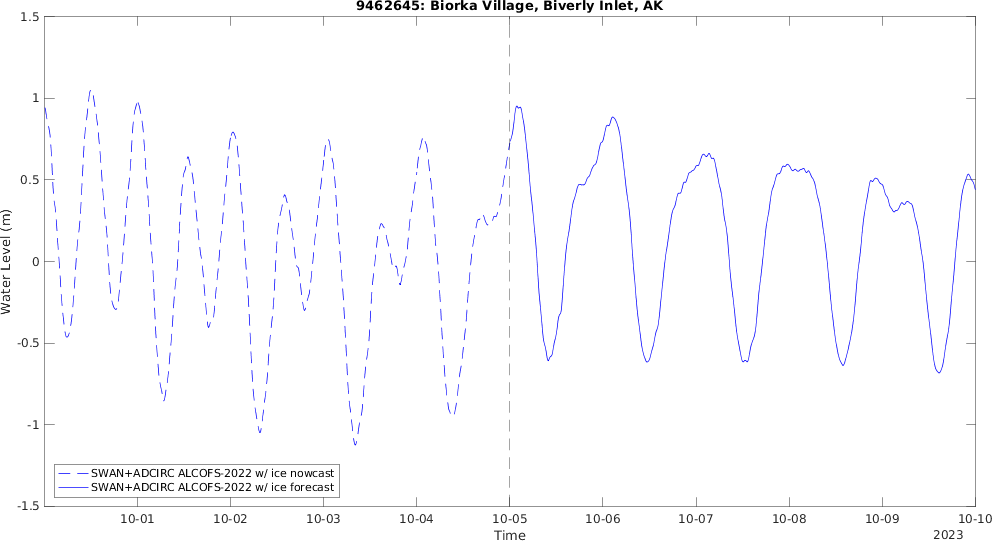 9462645: Biorka Village, Biverly Inlet, AK
1.5
1
0.5
0
-0.5
-1
-1.5
Water Level (m)
SWAN+ADCIRC ALCOFS-2022 w/ ice nowcast
SWAN+ADCIRC ALCOFS-2022 w/ ice forecast
10-01 10-02 10-03 10-04 10-05 10-06 10-07 10-08 10-09 10-10
Time
2023